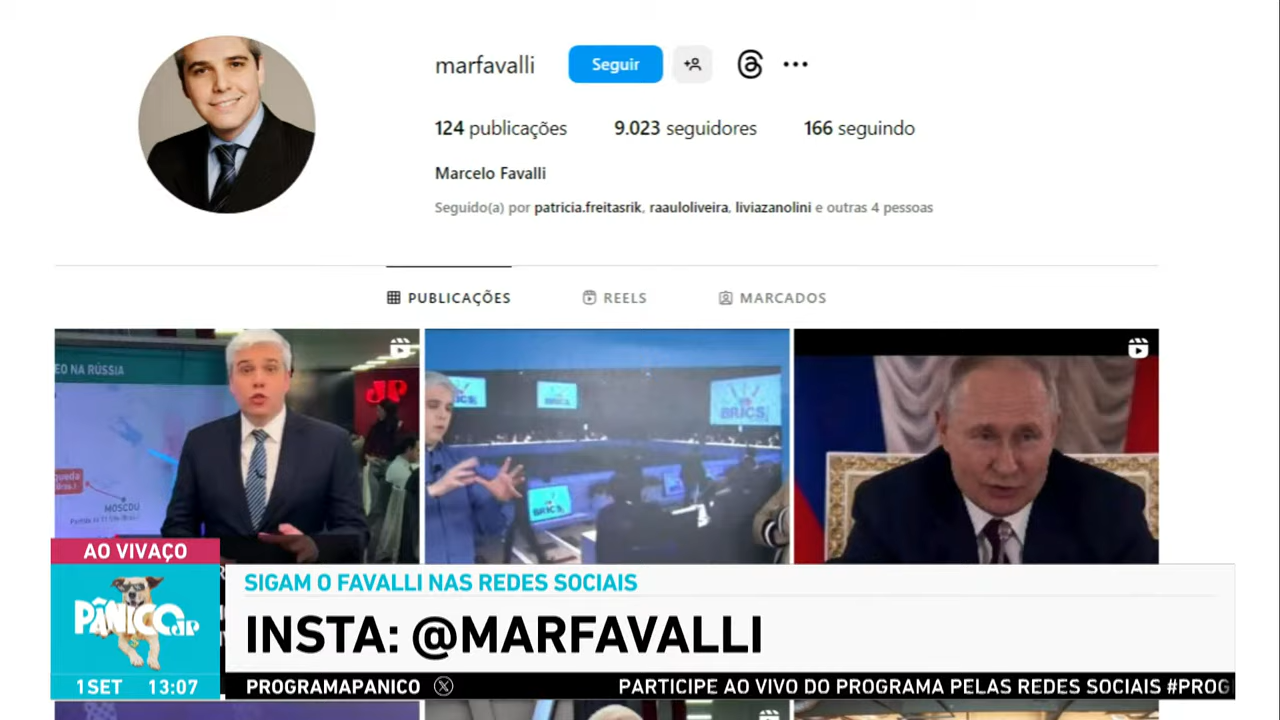 marfavalli Seguir
124 publicações 9.023 seguidores 166 seguindo
Marcelo Favalli
Seguido(a) por patricia.freitasrik, raauloliveira, liviazanolini e outras 4 pessoas
PUBLICAÇÕES REELS MARCADOS
EO NA RÚSSIA
JP
MOSCOU
BRICS
BRICS
BRICS
AO VIVAÇO
PÂNICO JP
1 SET 13:07
SIGAM O FAVALLI NAS REDES SOCIAIS
INSTA: @MARFAVALLI
PROGRAMAPANICO
PARTICIPE AO VIVO DO PROGRAMA PELAS REDES SOCIAIS #PROG